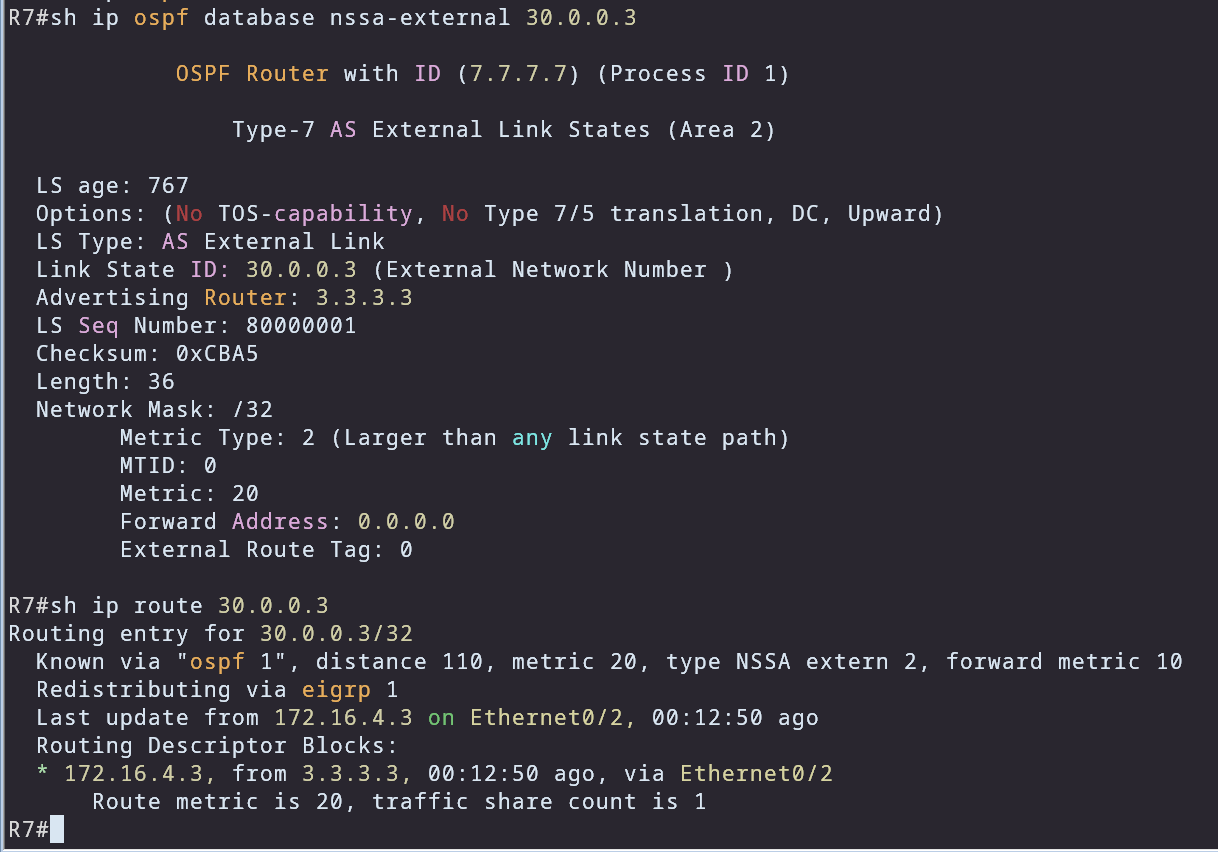 R7#sh ip ospf database nssa-external 30.0.0.3
OSPF Router with ID (7.7.7.7) (Process ID 1)
Type-7 AS External Link States (Area 2)
LS age: 767
Options: (No TOS-capability, No Type 7/5 translation, DC, Upward)
LS Type: AS External Link
Link State ID: 30.0.0.3 (External Network Number )
Advertising Router: 3.3.3.3
LS Seq Number: 80000001
Checksum: 0xCBA5
Length: 36
Network Mask: /32
Metric Type: 2 (Larger than any link state path)
MTID: 0
Metric: 20
Forward Address: 0.0.0.0
External Route Tag: 0
R7#sh ip route 30.0.0.3
Routing entry for 30.0.0.3/32
Known via "ospf 1", distance 110, metric 20, type NSSA extern 2, forward metric 10
Redistributing via eigrp 1
Last update from 172.16.4.3 on Ethernet0/2, 00:12:50 ago
Routing Descriptor Blocks:
* 172.16.4.3, from 3.3.3.3, 00:12:50 ago, via Ethernet0/2
Route metric is 20, traffic share count is 1
R7#